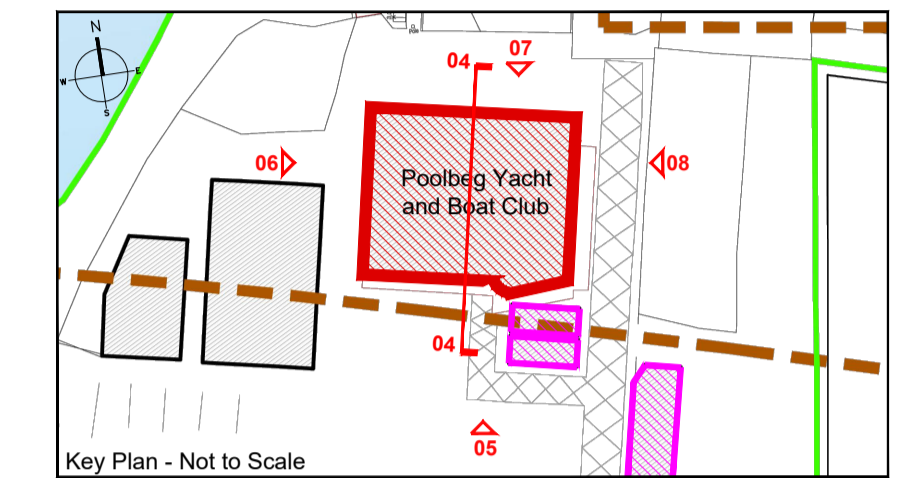 N
W
E
S
04
07
06
08
Poolbeg Yacht
and Boat Club
04
05
Key Plan - Not to Scale